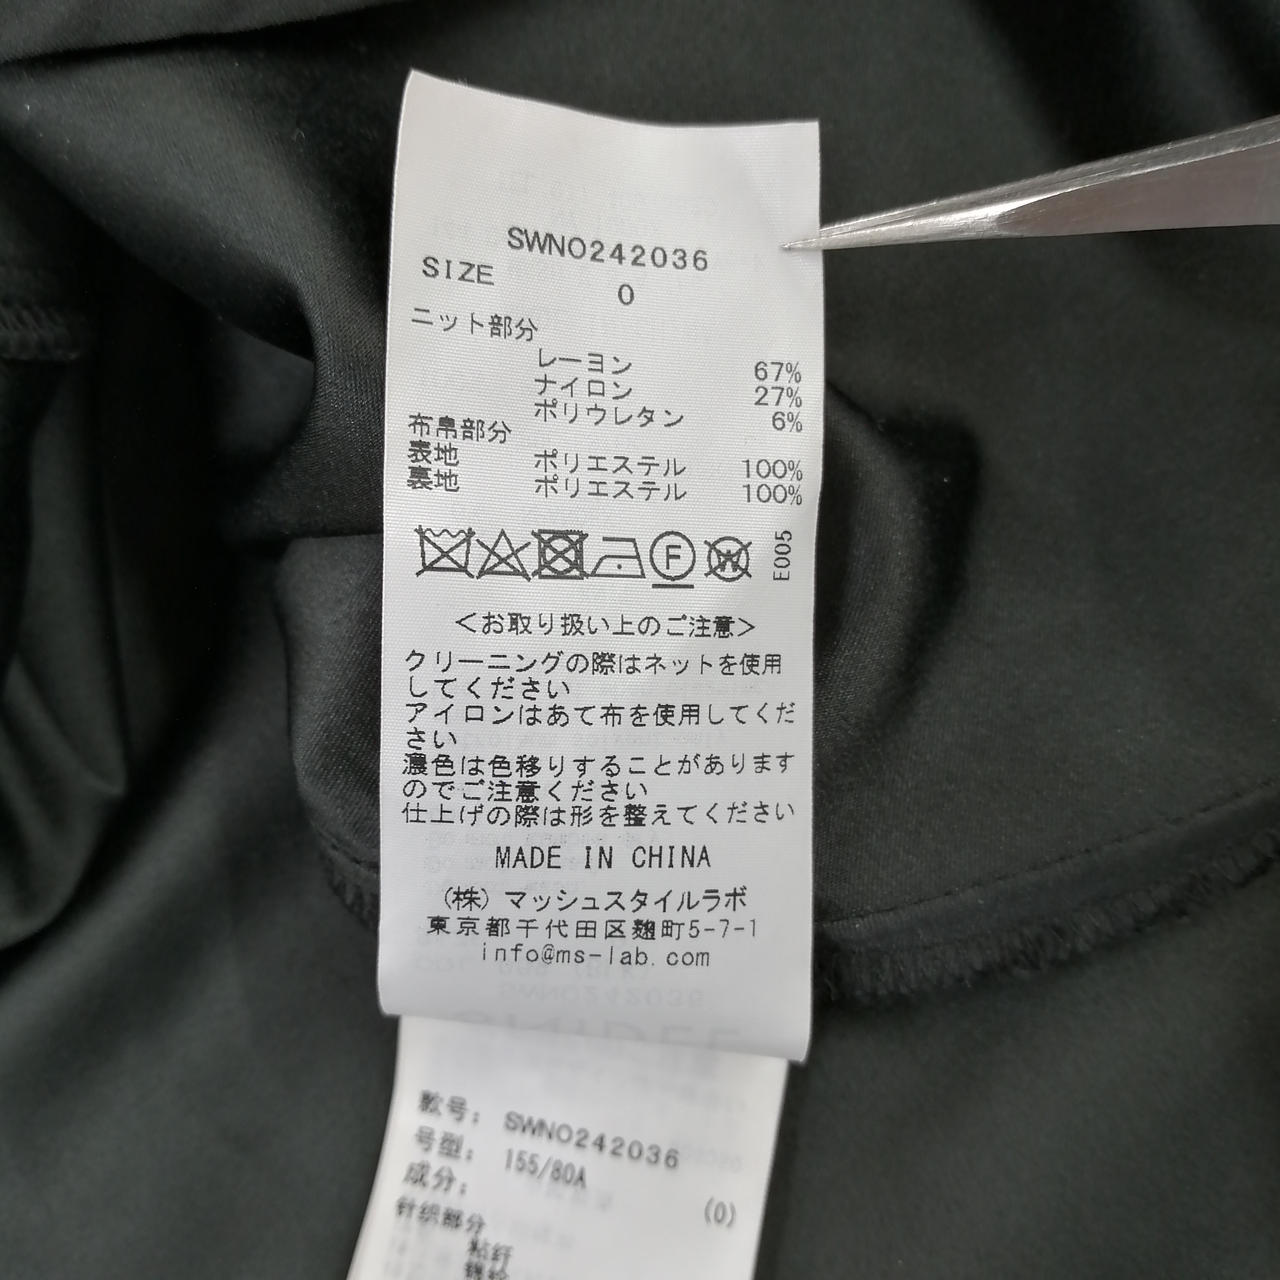 SWNO242036
SIZE 0
ニット部分
レーヨン 67%
ナイロン 27%
ポリウレタン 6%
布帛部分
表地 ポリエステル 100%
裏地 ポリエステル 100%
F W E005
＜お取り扱い上のご注意＞
クリーニングの際はネットを使用
してください
アイロンはあて布を使用してくだ
さい
濃色は色移りすることがあります
のでご注意ください
仕上げの際は形を整えてください
MADE IN CHINA
(株) マッシュスタイルラボ
東京都千代田区麹町5-7-1
info@ms-lab.com
款号: SWNO242036
号型: 155/80A (0)
成分:
针织部分
粘纤